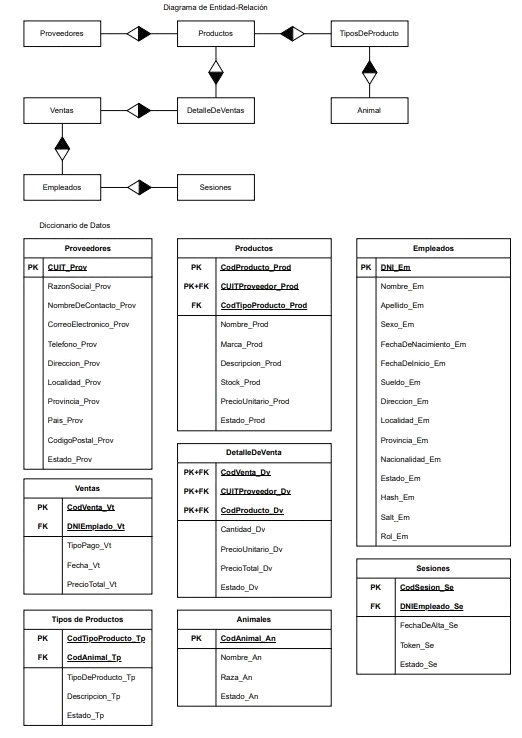 Diagrama de Entidad-Relación
Proveedores
Productos
TiposDeProducto
Ventas
DetalleDeVentas
Animal
Empleados
Sesiones
Diccionario de Datos
Proveedores
PK CUIT_Prov
RazonSocial_Prov
NombreDeContacto_Prov
CorreoElectronico_Prov
Telefono_Prov
Direccion_Prov
Localidad_Prov
Provincia_Prov
Pais_Prov
CodigoPostal_Prov
Estado_Prov
Productos
PK CodProducto_Prod
PK+FK CUITProveedor_Prod
FK CodTipoProducto_Prod
Nombre_Prod
Marca_Prod
Descripcion_Prod
Stock_Prod
PrecioUnitario_Prod
Estado_Prod
Empleados
PK DNI_Em
Nombre_Em
Apellido_Em
Sexo_Em
FechaDeNacimiento_Em
FechaDeInicio_Em
Sueldo_Em
Direccion_Em
Localidad_Em
Provincia_Em
Nacionalidad_Em
Estado_Em
Hash_Em
Salt_Em
Rol_Em
DetalleDeVenta
PK+FK CodVenta_Dv
PK+FK CUITProveedor_Dv
PK+FK CodProducto_Dv
Cantidad_Dv
PrecioUnitario_Dv
PrecioTotal_Dv
Estado_Dv
Ventas
PK CodVenta_Vt
FK DNIEmplado_Vt
TipoPago_Vt
Fecha_Vt
PrecioTotal_Vt
Sesiones
PK CodSesion_Se
FK DNIEmpleado_Se
FechaDeAlta_Se
Token_Se
Estado_Se
Tipos de Productos
PK CodTipoProducto_Tp
FK CodAnimal_Tp
TipoDeProducto_Tp
Descripcion_Tp
Estado_Tp
Animales
PK CodAnimal_An
Nombre_An
Raza_An
Estado_An